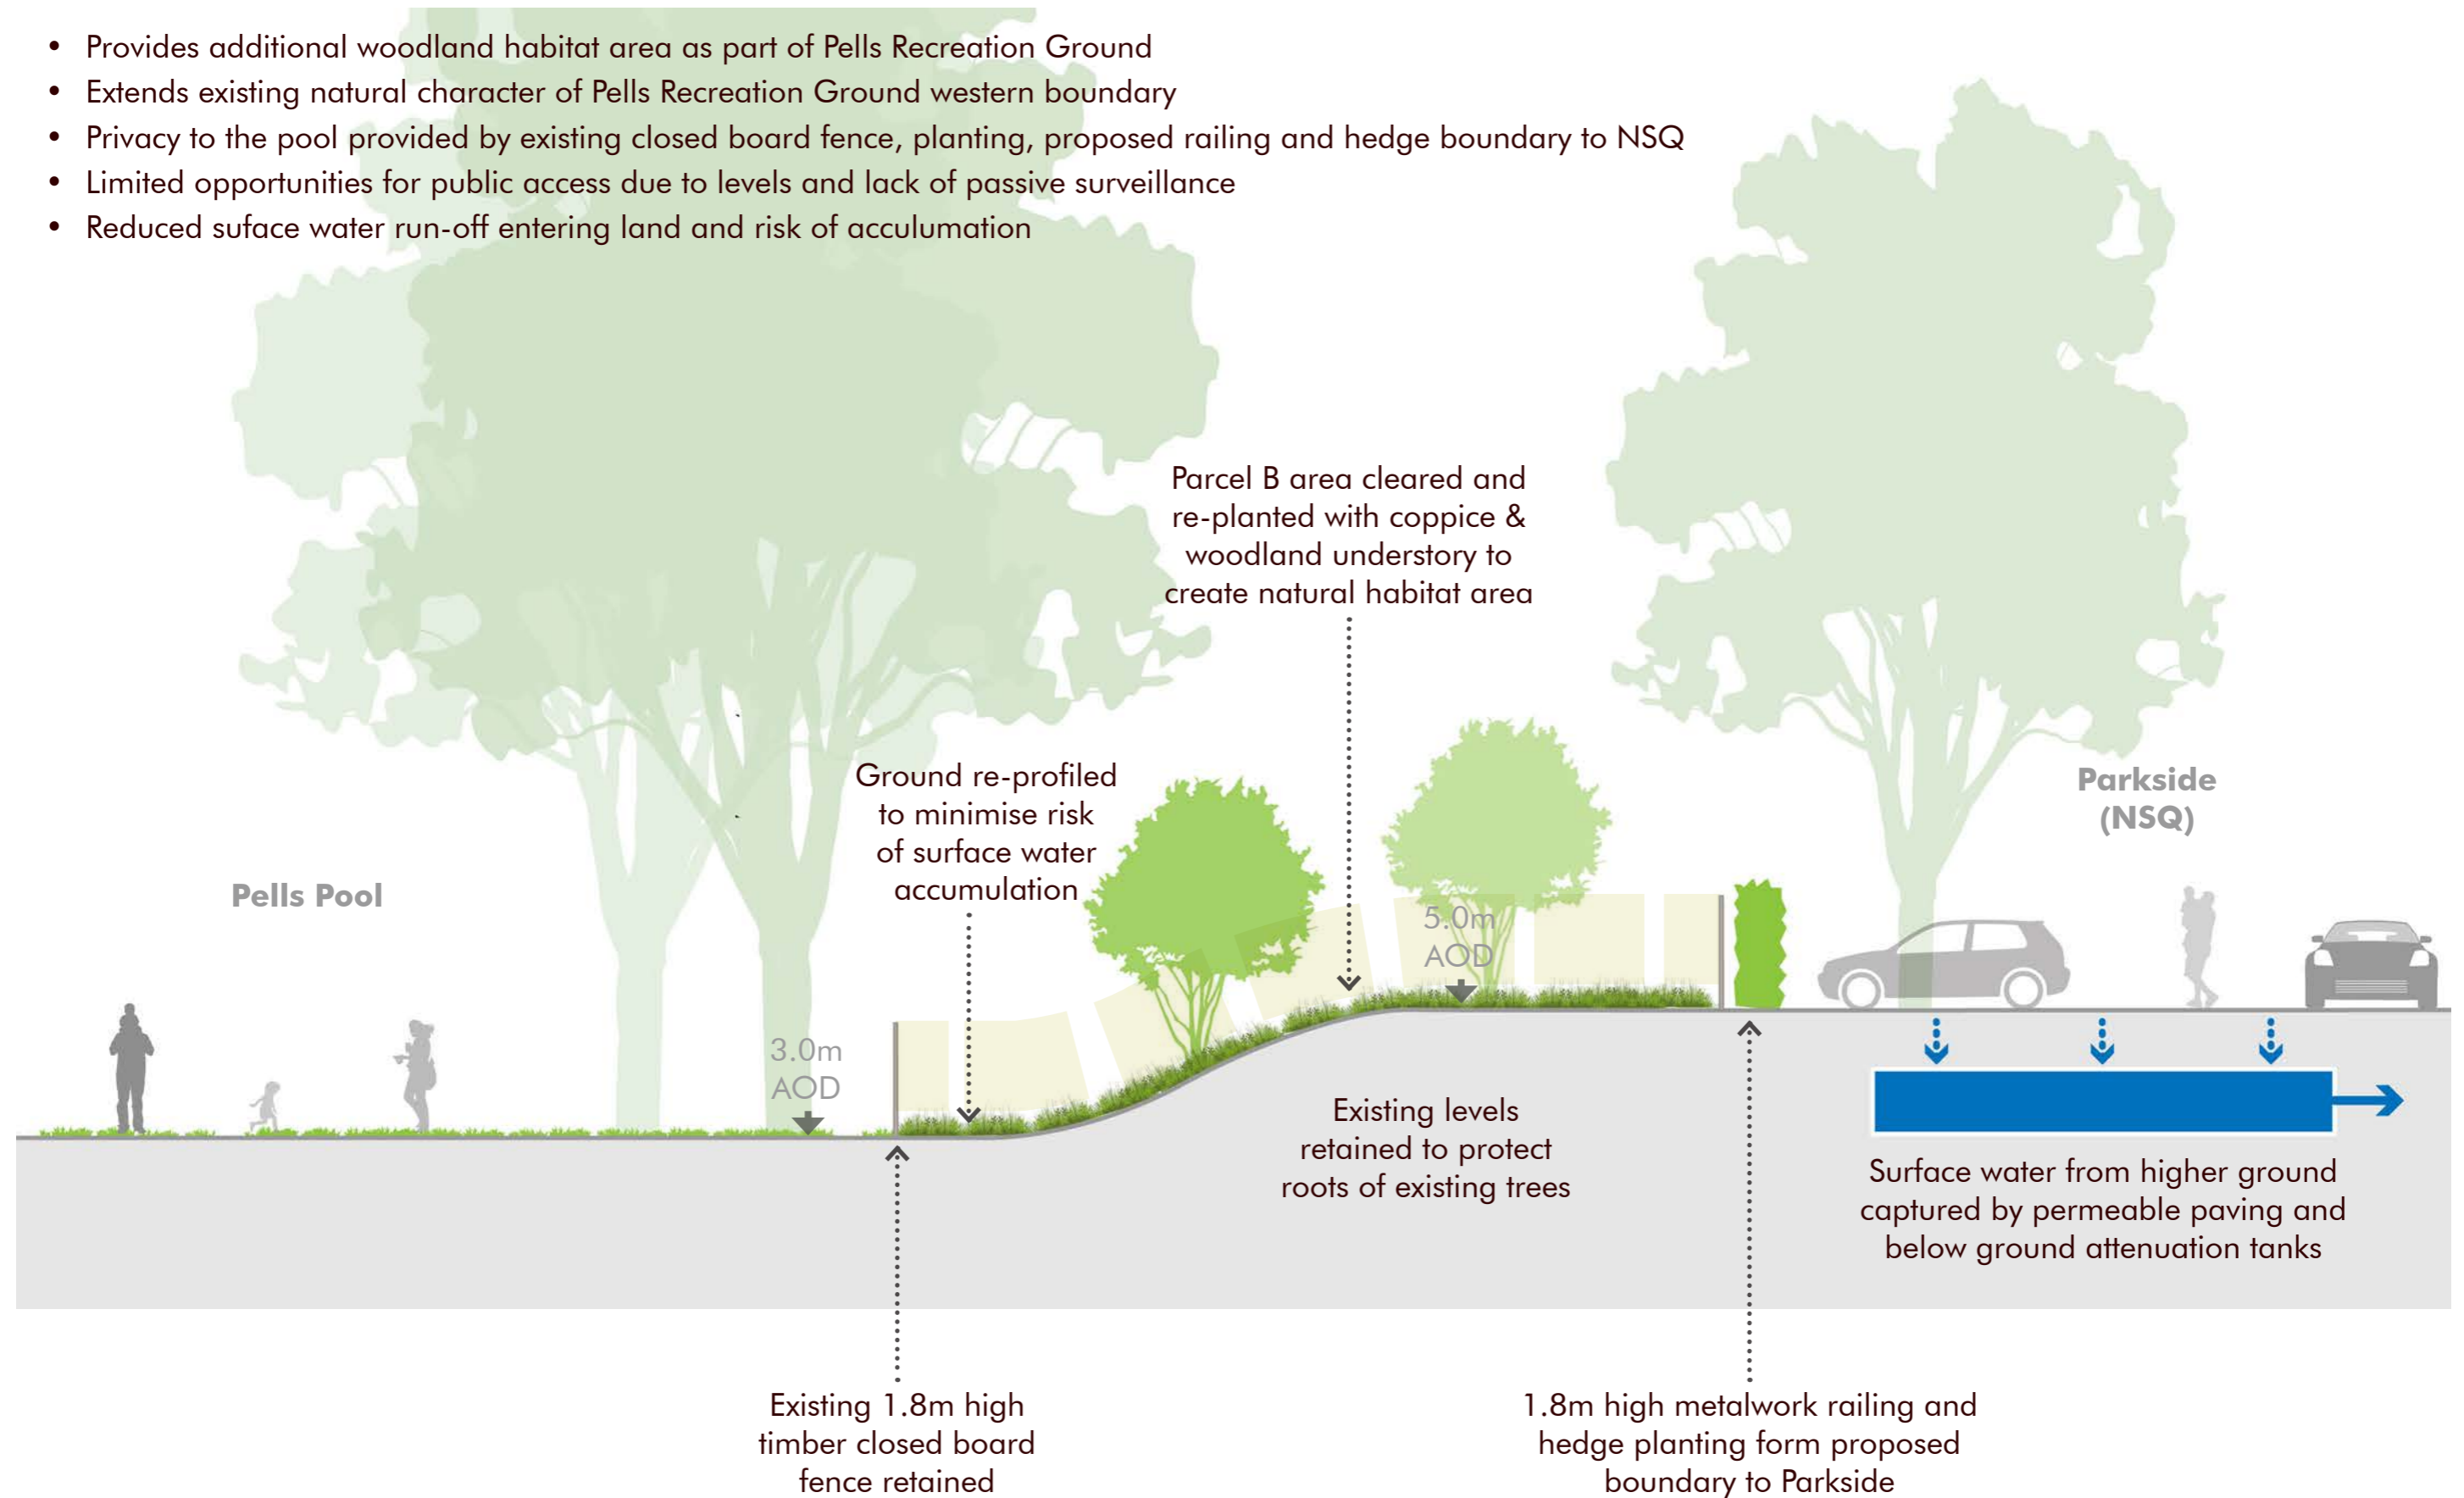 • Provides additional woodland habitat area as part of Pells Recreation Ground
• Extends existing natural character of Pells Recreation Ground western boundary
• Privacy to the pool provided by existing closed board fence, planting, proposed railing and hedge boundary to NSQ
• Limited opportunities for public access due to levels and lack of passive surveillance
• Reduced suface water run-off entering land and risk of acculumation
Parcel B area cleared and
re-planted with coppice &
woodland understory to
create natural habitat area
Ground re-profiled
to minimise risk
of surface water
accumulation
Parkside
(NSQ)
Pells Pool
5.0m
AOD
3.0m
AOD
Existing levels
retained to protect
roots of existing trees
Surface water from higher ground
captured by permeable paving and
below ground attenuation tanks
Existing 1.8m high
timber closed board
fence retained
1.8m high metalwork railing and
hedge planting form proposed
boundary to Parkside